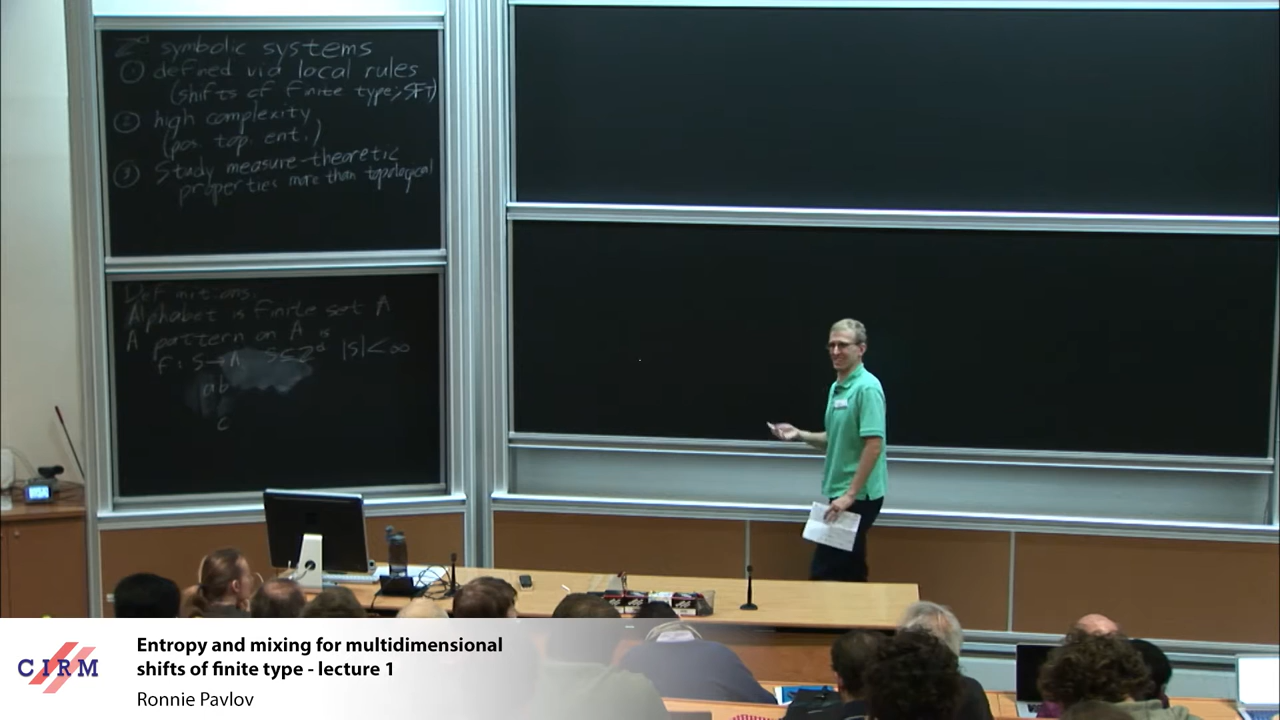 Z^d symbolic systems
① defined via local rules
(shifts of finite type, SFT)
② high complexity
(pos. top. ent.)
③ Study measure-theoretic
properties more than topological
Definitions:
Alphabet is finite set A
A pattern on A is
f: S→A S⊆Z^d |S|<∞
ab
c
CIRM
Entropy and mixing for multidimensional
shifts of finite type - lecture 1
Ronnie Pavlov